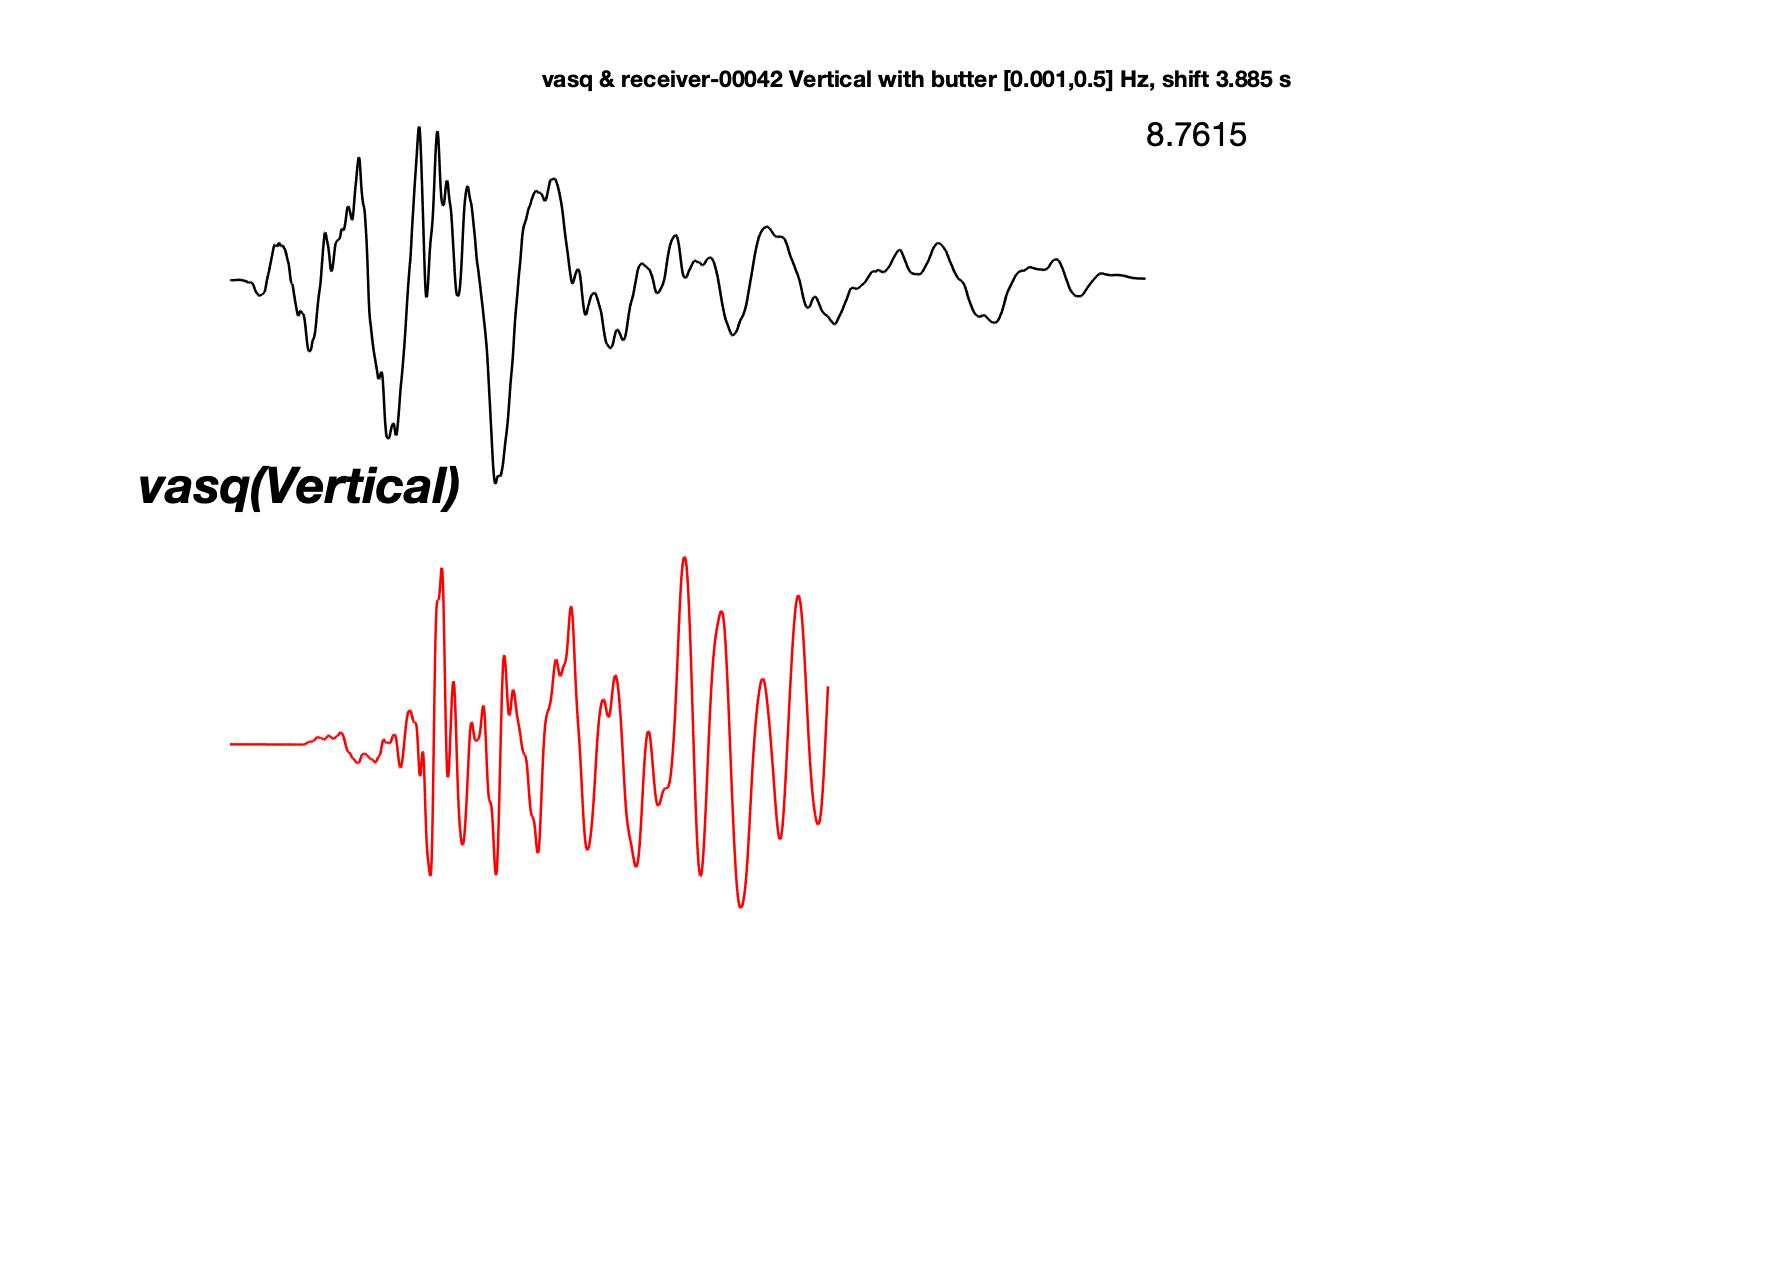 vasq & receiver-00042 Vertical with butter [0.001,0.5] Hz, shift 3.885 s
8.7615
vasq(Vertical)